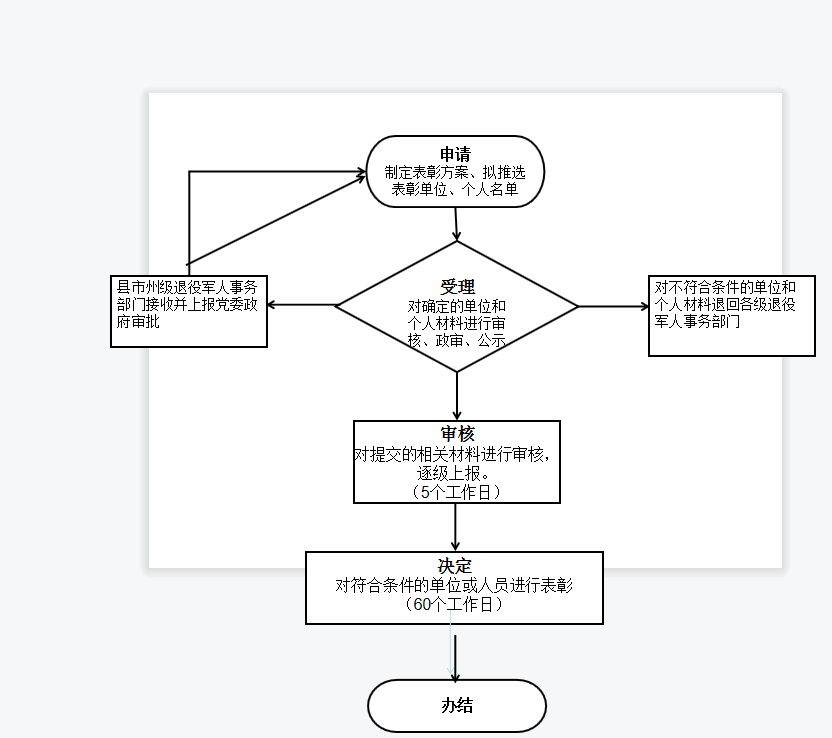 申请
制定表彰方案、拟推选
表彰单位、个人名单
受理
对确定的单位和
个人材料进行审
核、政审、公示
县市州级退役军人事务
部门接收并上报党委政
府审批
对不符合条件的单位和
个人材料退回各级退役
军人事务部门
审核
对提交的相关材料进行审核，
逐级上报。
（5个工作日）
决定
对符合条件的单位或人员进行表彰
（60个工作日）
办结